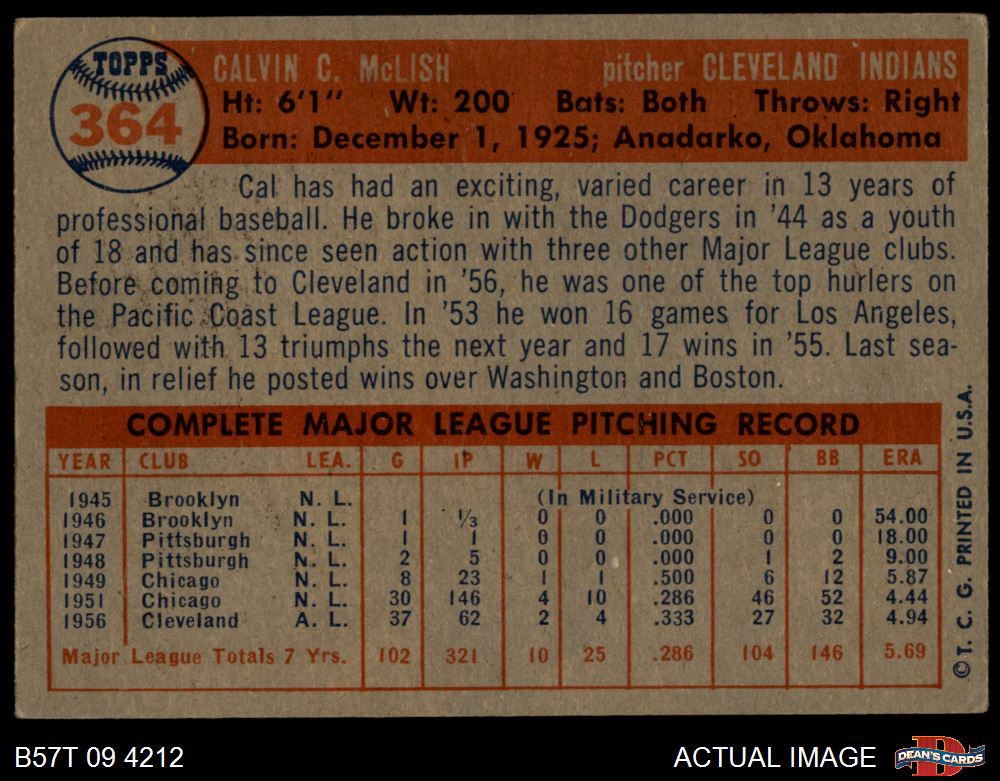 TOPPS
364
CALVIN C. McLISH pitcher CLEVELAND INDIANS
Ht: 6'1" Wt: 200 Bats: Both Throws: Right
Born: December 1, 1925; Anadarko, Oklahoma
Cal has had an exciting, varied career in 13 years of
professional baseball. He broke in with the Dodgers in '44 as a youth
of 18 and has since seen action with three other Major League clubs.
Before coming to Cleveland in '56, he was one of the top hurlers on
the Pacific Coast League. In '53 he won 16 games for Los Angeles,
followed with 13 triumphs the next year and 17 wins in '55. Last sea-
son, in relief he posted wins over Washington and Boston.
COMPLETE MAJOR LEAGUE PITCHING RECORD
YEAR CLUB LEA. G IP W L PCT SO BB ERA
1945 Brooklyn N. L. (In Military Service)
1946 Brooklyn N. L. 1 1/3 0 0 .000 0 0 54.00
1947 Pittsburgh N. L. 1 1 0 0 .000 0 0 18.00
1948 Pittsburgh N. L. 2 5 0 0 .000 1 2 9.00
1949 Chicago N. L. 8 23 1 1 .500 6 12 5.87
1951 Chicago N. L. 30 146 4 10 .286 46 52 4.44
1956 Cleveland A. L. 37 62 2 4 .333 27 32 4.94
Major League Totals 7 Yrs. 102 321 10 25 .286 104 146 5.69
©T. C. G. PRINTED IN U.S.A.
B57T 09 4212 ACTUAL IMAGE DEAN'S CARDS